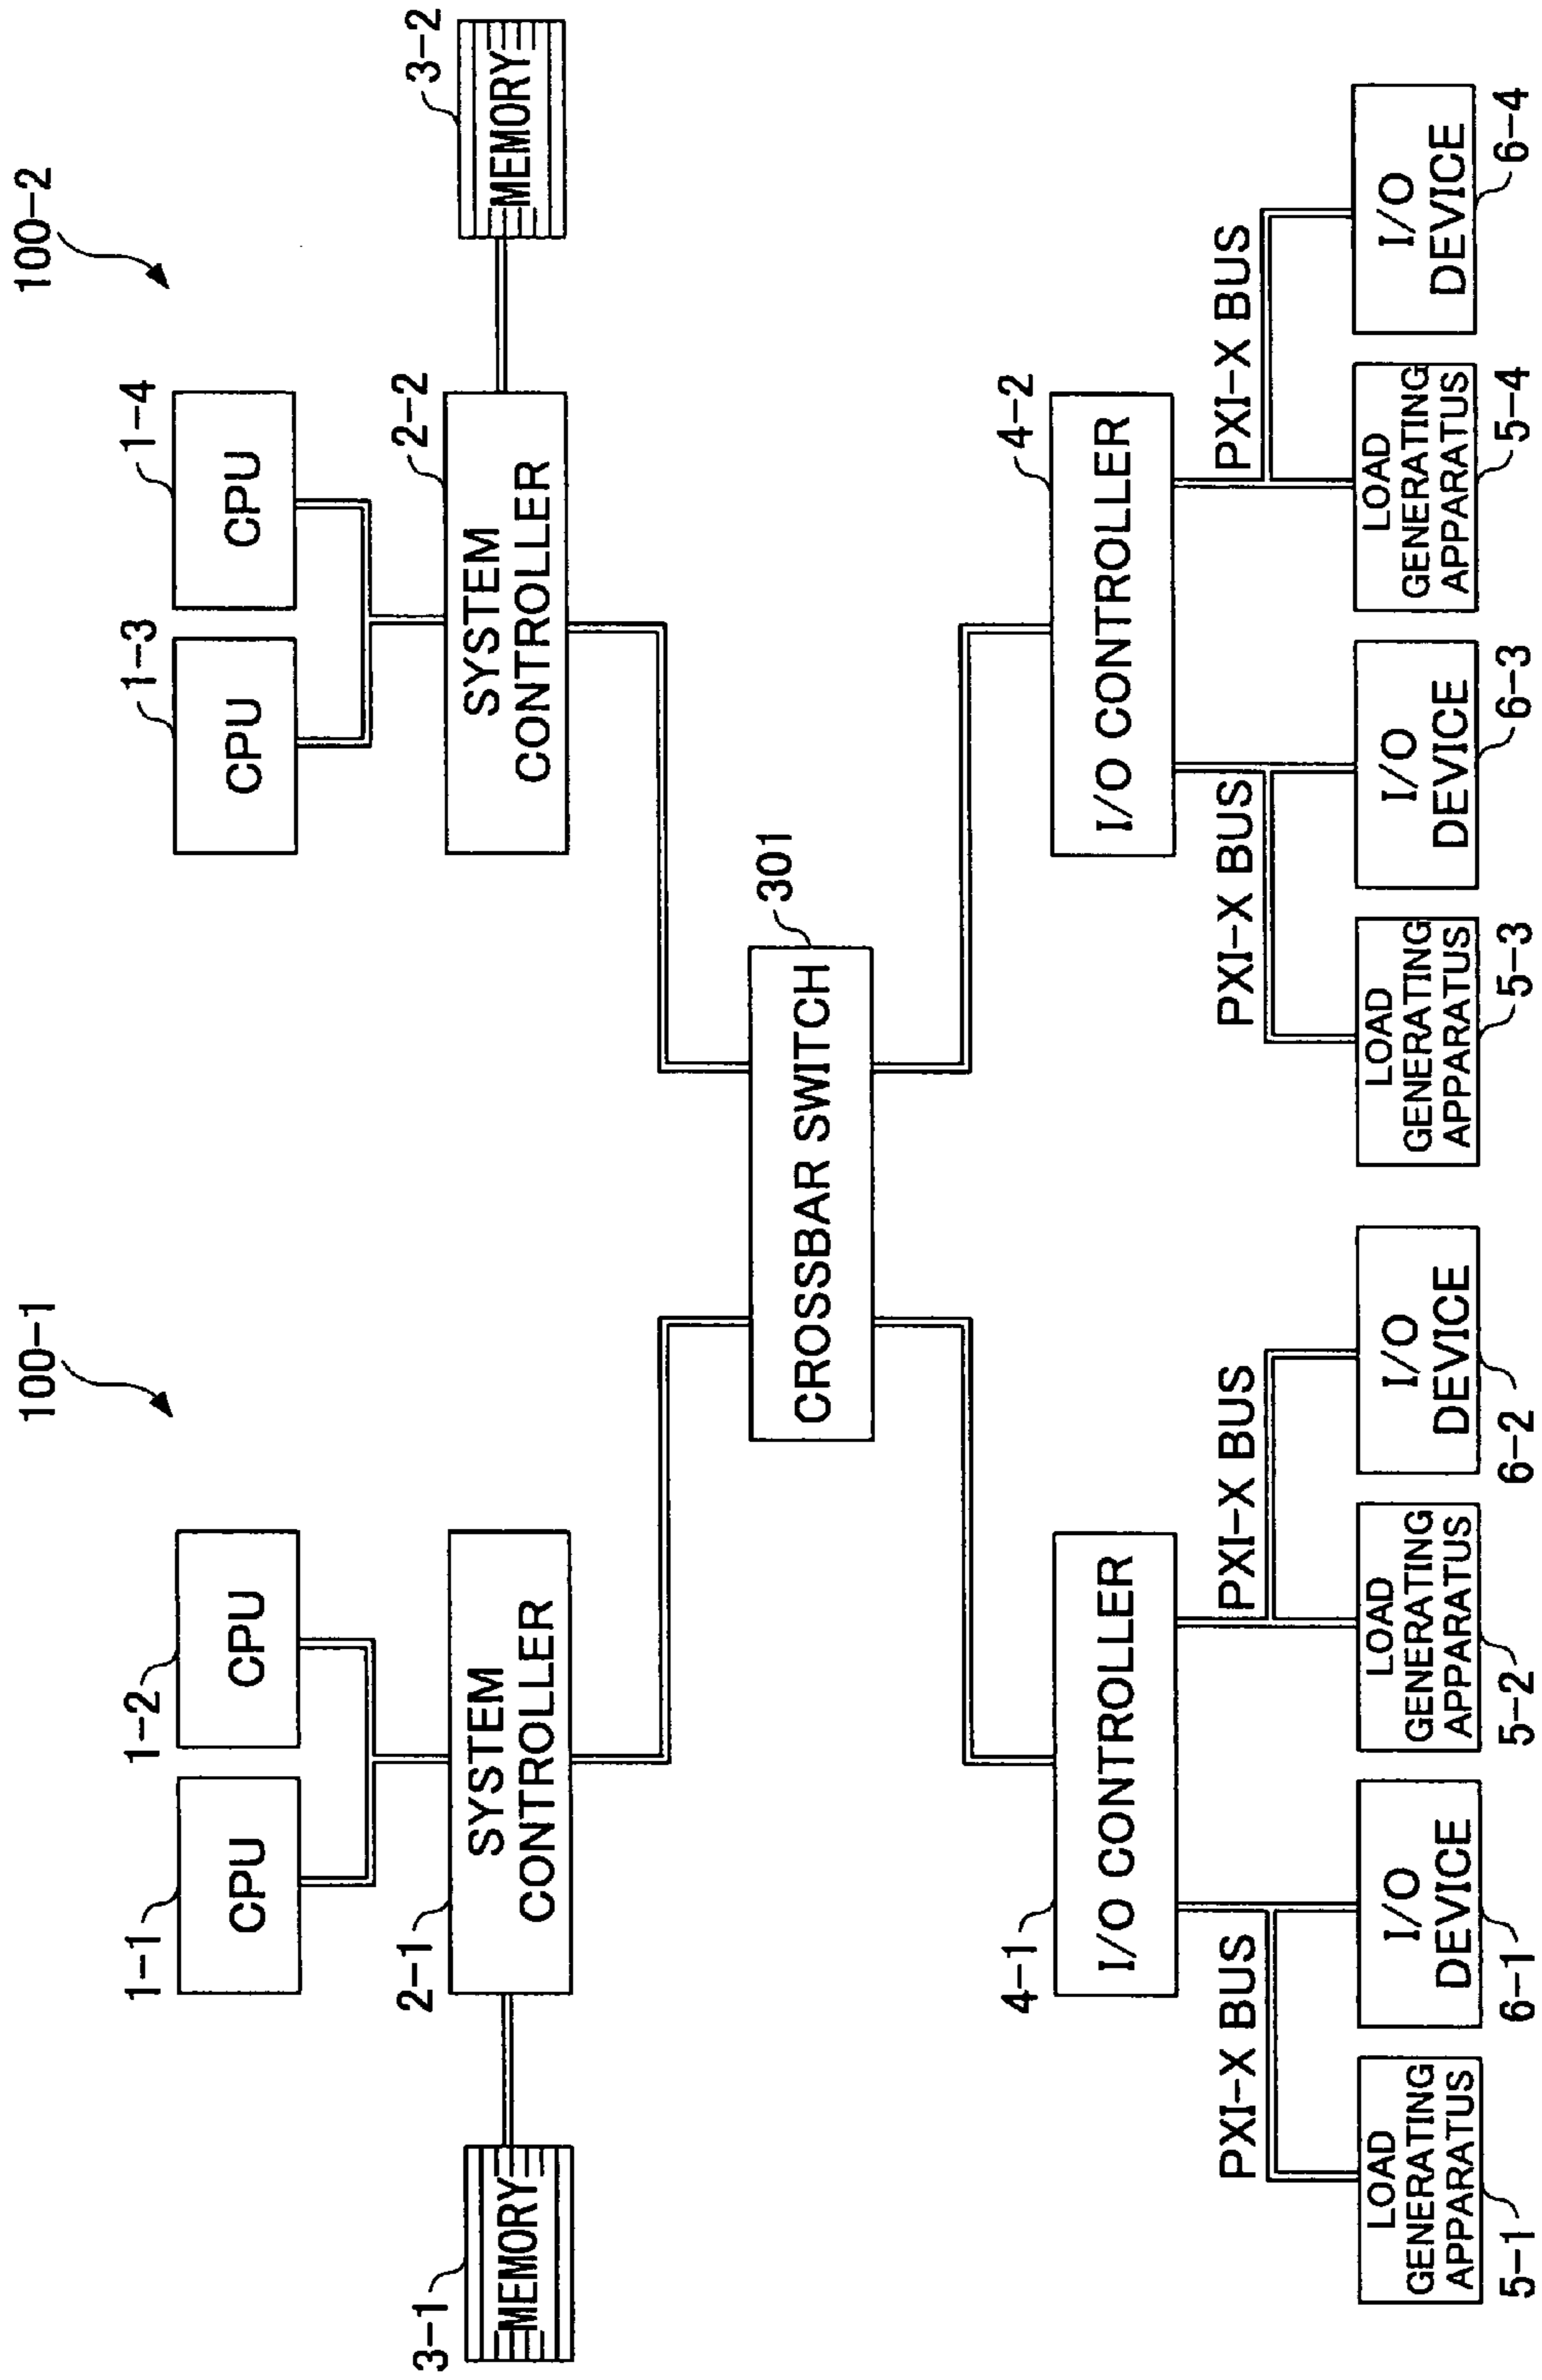 100-1
100-2
1-1
1-2
1-3
1-4
CPU
CPU
CPU
CPU
3-1
2-1
2-2
3-2
MEMORY
SYSTEM
CONTROLLER
SYSTEM
CONTROLLER
MEMORY
301
CROSSBAR SWITCH
4-1
I/O CONTROLLER
4-2
I/O CONTROLLER
PXI-X BUS
PXI-X BUS
PXI-X BUS
PXI-X BUS
LOAD
GENERATING
APPARATUS
I/O
DEVICE
LOAD
GENERATING
APPARATUS
I/O
DEVICE
LOAD
GENERATING
APPARATUS
I/O
DEVICE
LOAD
GENERATING
APPARATUS
I/O
DEVICE
5-1
6-1
5-2
6-2
5-3
6-3
5-4
6-4